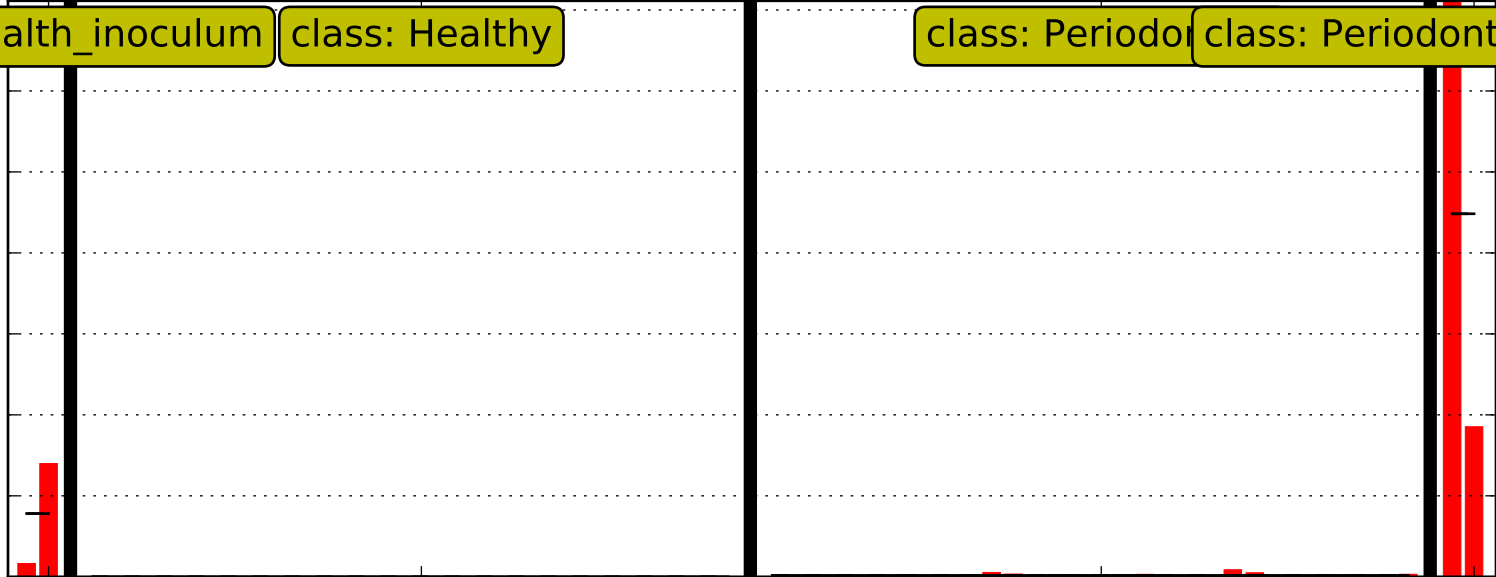 alth_inoculum
class: Healthy
class: Periodon
class: Periodont